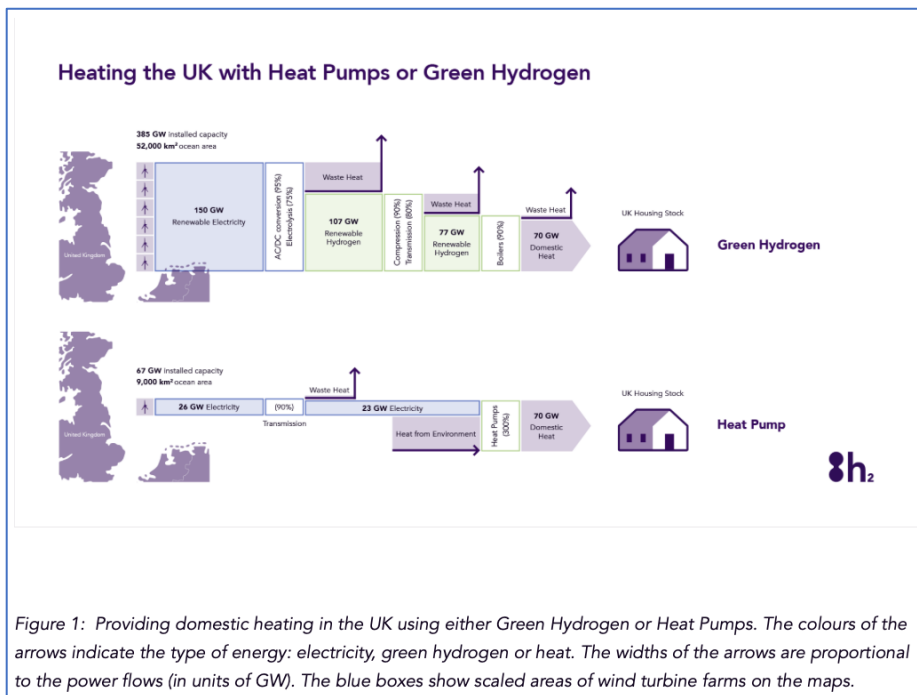 Heating the UK with Heat Pumps or Green Hydrogen
385 GW installed capacity
52,000 km² ocean area
150 GW
Renewable Electricity
AC/DC conversion (95%)
Electrolysis (75%)
Waste Heat
107 GW
Renewable
Hydrogen
Compression (90%)
Transmission (80%)
Waste Heat
77 GW
Renewable
Hydrogen
Boilers (90%)
Waste Heat
70 GW
Domestic
Heat
UK Housing Stock
Green Hydrogen
United Kingdom
67 GW installed capacity
9,000 km² ocean area
26 GW Electricity
(90%)
Transmission
Waste Heat
23 GW Electricity
Heat from Environment
Heat Pumps
(300%)
70 GW
Domestic
Heat
UK Housing Stock
Heat Pump
United Kingdom
h₂
Figure 1: Providing domestic heating in the UK using either Green Hydrogen or Heat Pumps. The colours of the
arrows indicate the type of energy: electricity, green hydrogen or heat. The widths of the arrows are proportional
to the power flows (in units of GW). The blue boxes show scaled areas of wind turbine farms on the maps.